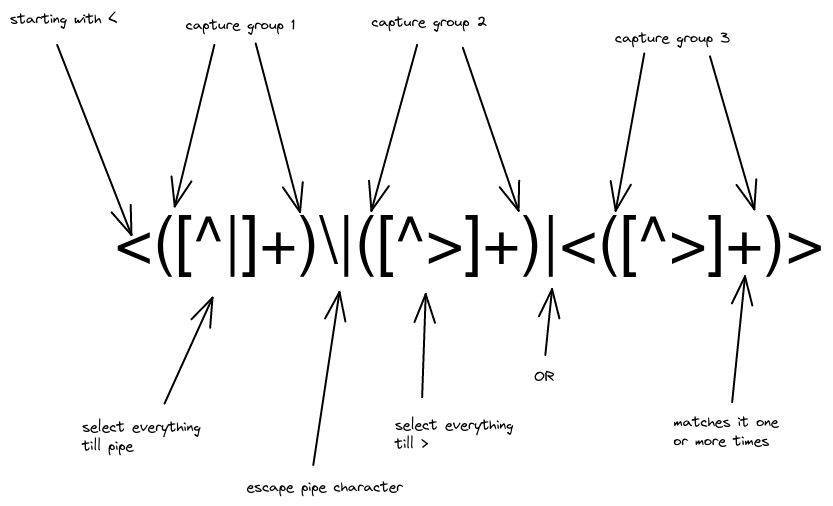 starting with <
capture group 1
capture group 2
capture group 3
<([^|]+)\|([^>]+)|<([^>]+)>
OR
select everything
till pipe
select everything
till >
matches it one
or more times
escape pipe character